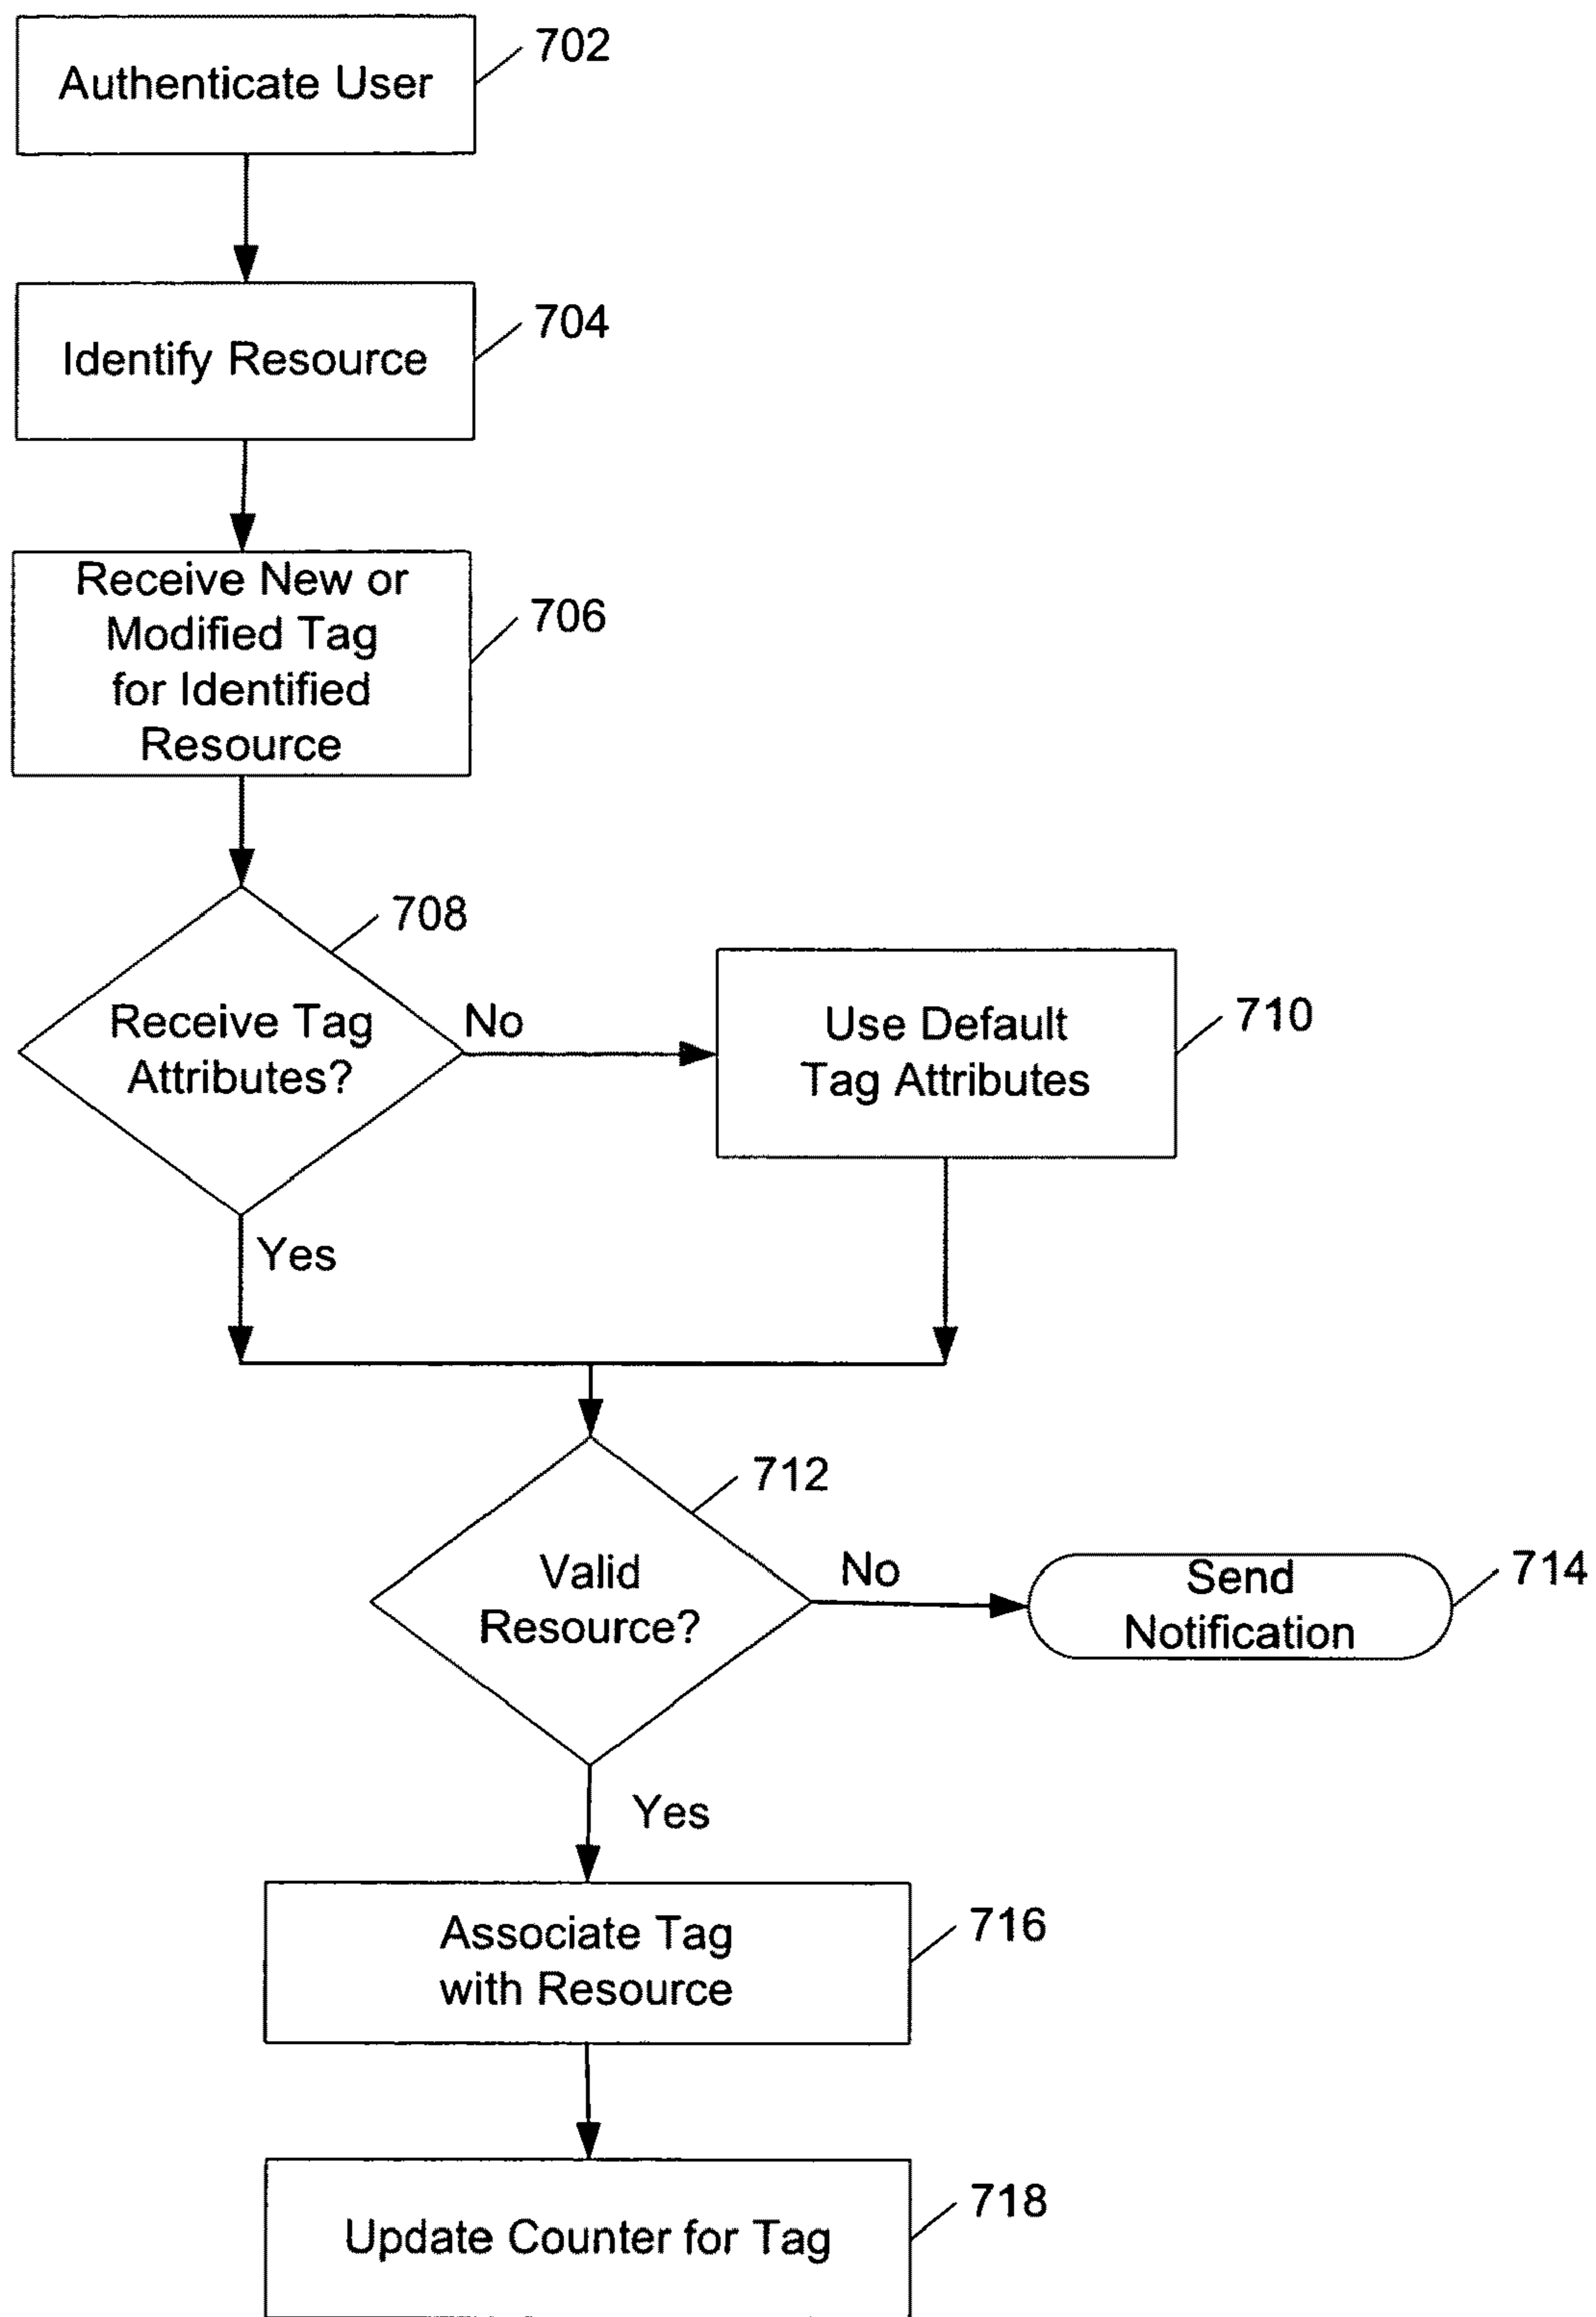 Authenticate User
702
Identify Resource
704
Receive New or
Modified Tag
for Identified
Resource
706
708
Receive Tag
Attributes?
No
Use Default
Tag Attributes
710
Yes
712
Valid
Resource?
No
Send
Notification
714
Yes
Associate Tag
with Resource
716
Update Counter for Tag
718